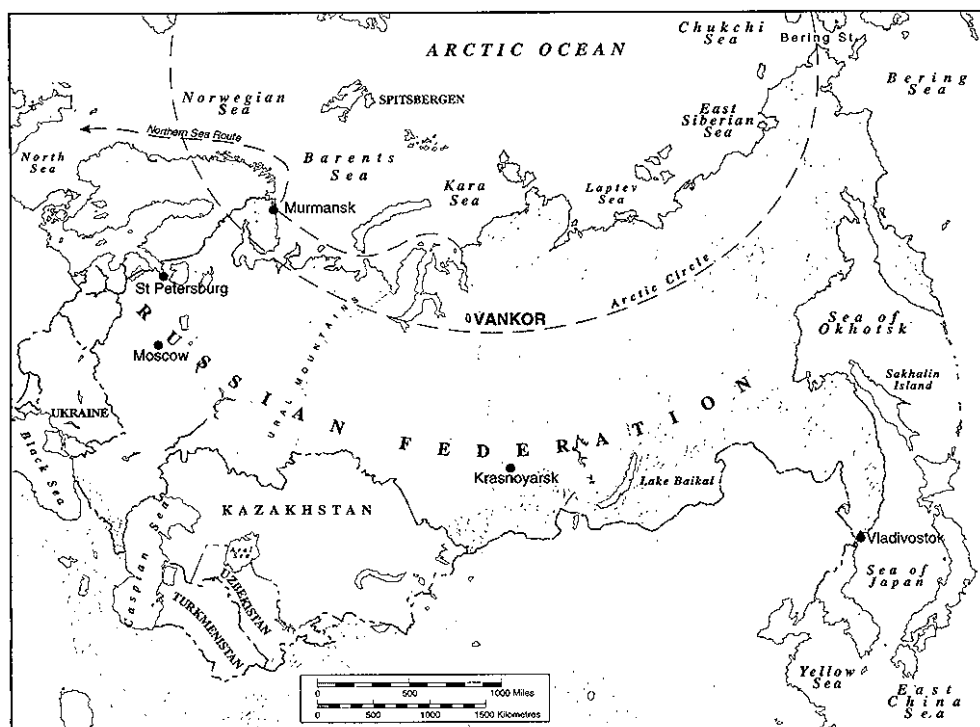 ARCTIC OCEAN
Chukchi
Sea
Bering St.
Bering
Sea
Norwegian
Sea
SPITSBERGEN
East
Siberian
Sea
Northern Sea Route
North
Sea
Barents
Sea
Kara
Sea
Laptev
Sea
Murmansk
Arctic Circle
St Petersburg
VANKOR
Sea of
Okhotsk
Moscow
URAL MOUNTAINS
RUSSIAN FEDERATION
Sakhalin
Island
UKRAINE
Black Sea
Krasnoyarsk
Lake Baikal
KAZAKHSTAN
Vladivostok
Caspian Sea
Aral
Sea
UZBEKISTAN
TURKMENISTAN
Sea of
Japan
Yellow
Sea
East
China
Sea
0 500 1000 Miles
0 500 1000 1500 Kilometres